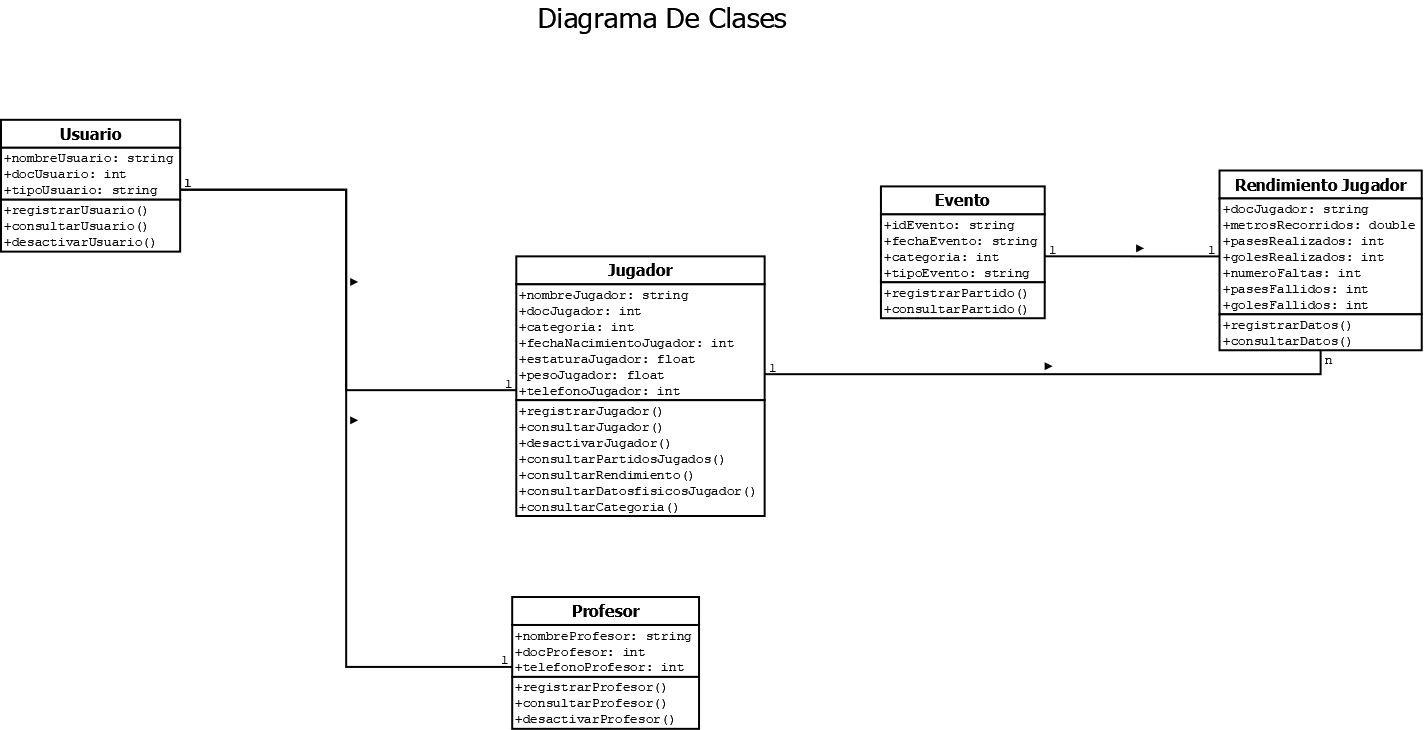 Diagrama De Clases
Usuario
+nombreUsuario: string
+docUsuario: int
+tipoUsuario: string
+registrarUsuario()
+consultarUsuario()
+desactivarUsuario()
1
Jugador
+nombreJugador: string
+docJugador: int
+categoria: int
+fechaNacimientoJugador: int
+estaturaJugador: float
+pesoJugador: float
+telefonoJugador: int
+registrarJugador()
+consultarJugador()
+desactivarJugador()
+consultarPartidosJugados()
+consultarRendimiento()
+consultarDatosfisicosJugador()
+consultarCategoria()
1
1
Profesor
+nombreProfesor: string
+docProfesor: int
+telefonoProfesor: int
+registrarProfesor()
+consultarProfesor()
+desactivarProfesor()
1
Evento
+idEvento: string
+fechaEvento: string
+categoria: int
+tipoEvento: string
+registrarPartido()
+consultarPartido()
1
1
Rendimiento Jugador
+docJugador: string
+metrosRecorridos: double
+pasesRealizados: int
+golesRealizados: int
+numeroFaltas: int
+pasesFallidos: int
+golesFallidos: int
+registrarDatos()
+consultarDatos()
n